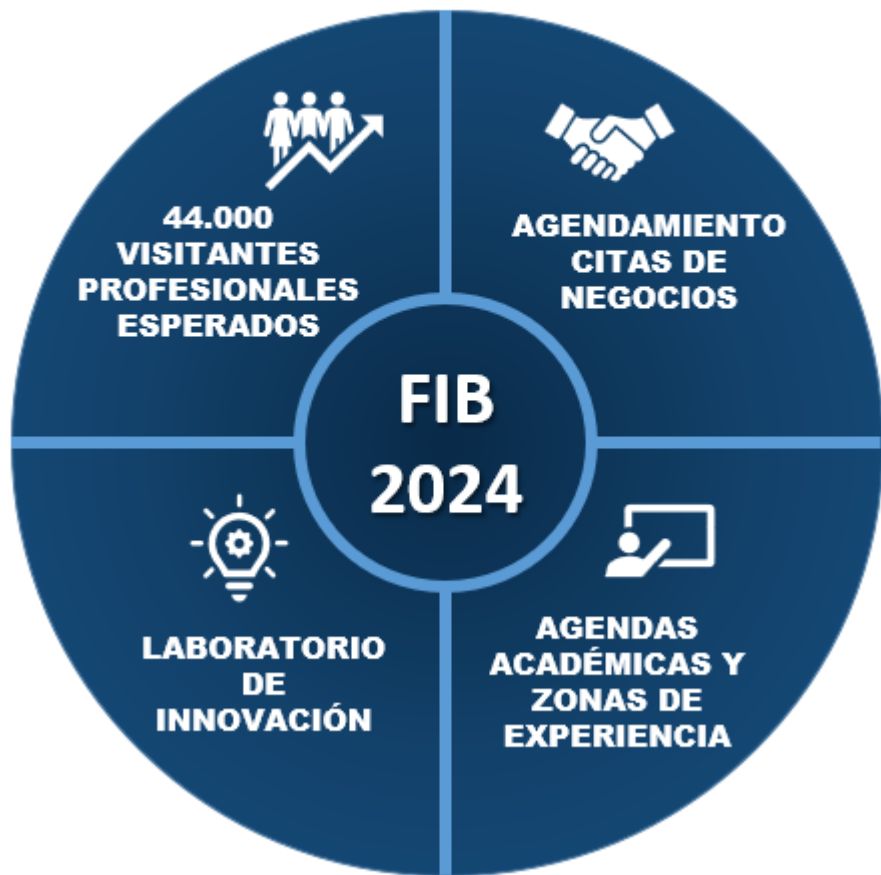 44.000
VISITANTES
PROFESIONALES
ESPERADOS
AGENDAMIENTO
CITAS DE
NEGOCIOS
FIB
2024
LABORATORIO
DE
INNOVACIÓN
AGENDAS
ACADÉMICAS Y
ZONAS DE
EXPERIENCIA